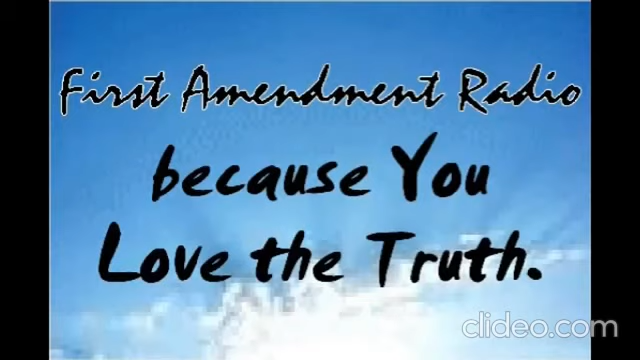 First Amendment Radio
because You
Love the Truth.
clideo.com